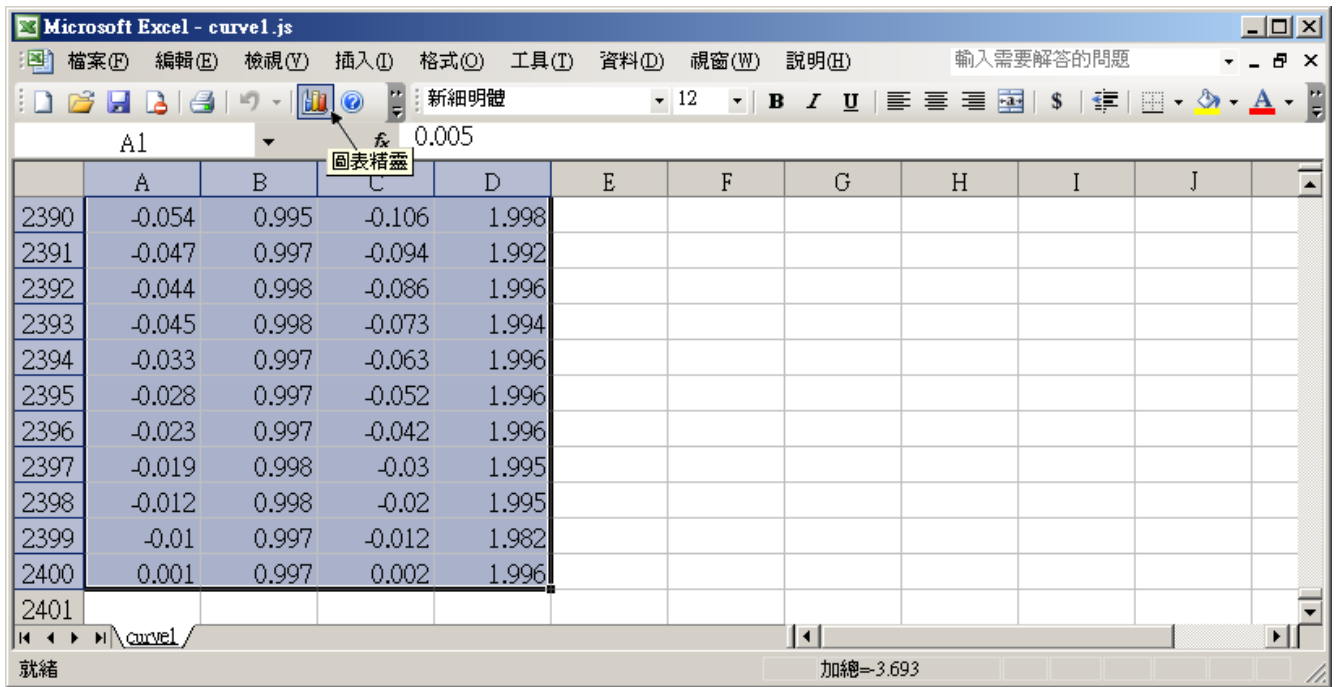 Microsoft Excel - curve1.js
檔案(F) 編輯(E) 檢視(V) 插入(I) 格式(O) 工具(T) 資料(D) 視窗(W) 說明(H) 輸入需要解答的問題
新細明體 12 B I U $ A
A1 fx 0.005
圖表精靈
A B C D E F G H I J
2390 -0.054 0.995 -0.106 1.998
2391 -0.047 0.997 -0.094 1.992
2392 -0.044 0.998 -0.086 1.996
2393 -0.045 0.998 -0.073 1.994
2394 -0.033 0.997 -0.063 1.996
2395 -0.028 0.997 -0.052 1.996
2396 -0.023 0.997 -0.042 1.996
2397 -0.019 0.998 -0.03 1.995
2398 -0.012 0.998 -0.02 1.995
2399 -0.01 0.997 -0.012 1.982
2400 0.001 0.997 0.002 1.996
2401
curve1
就緒 加總=-3.693